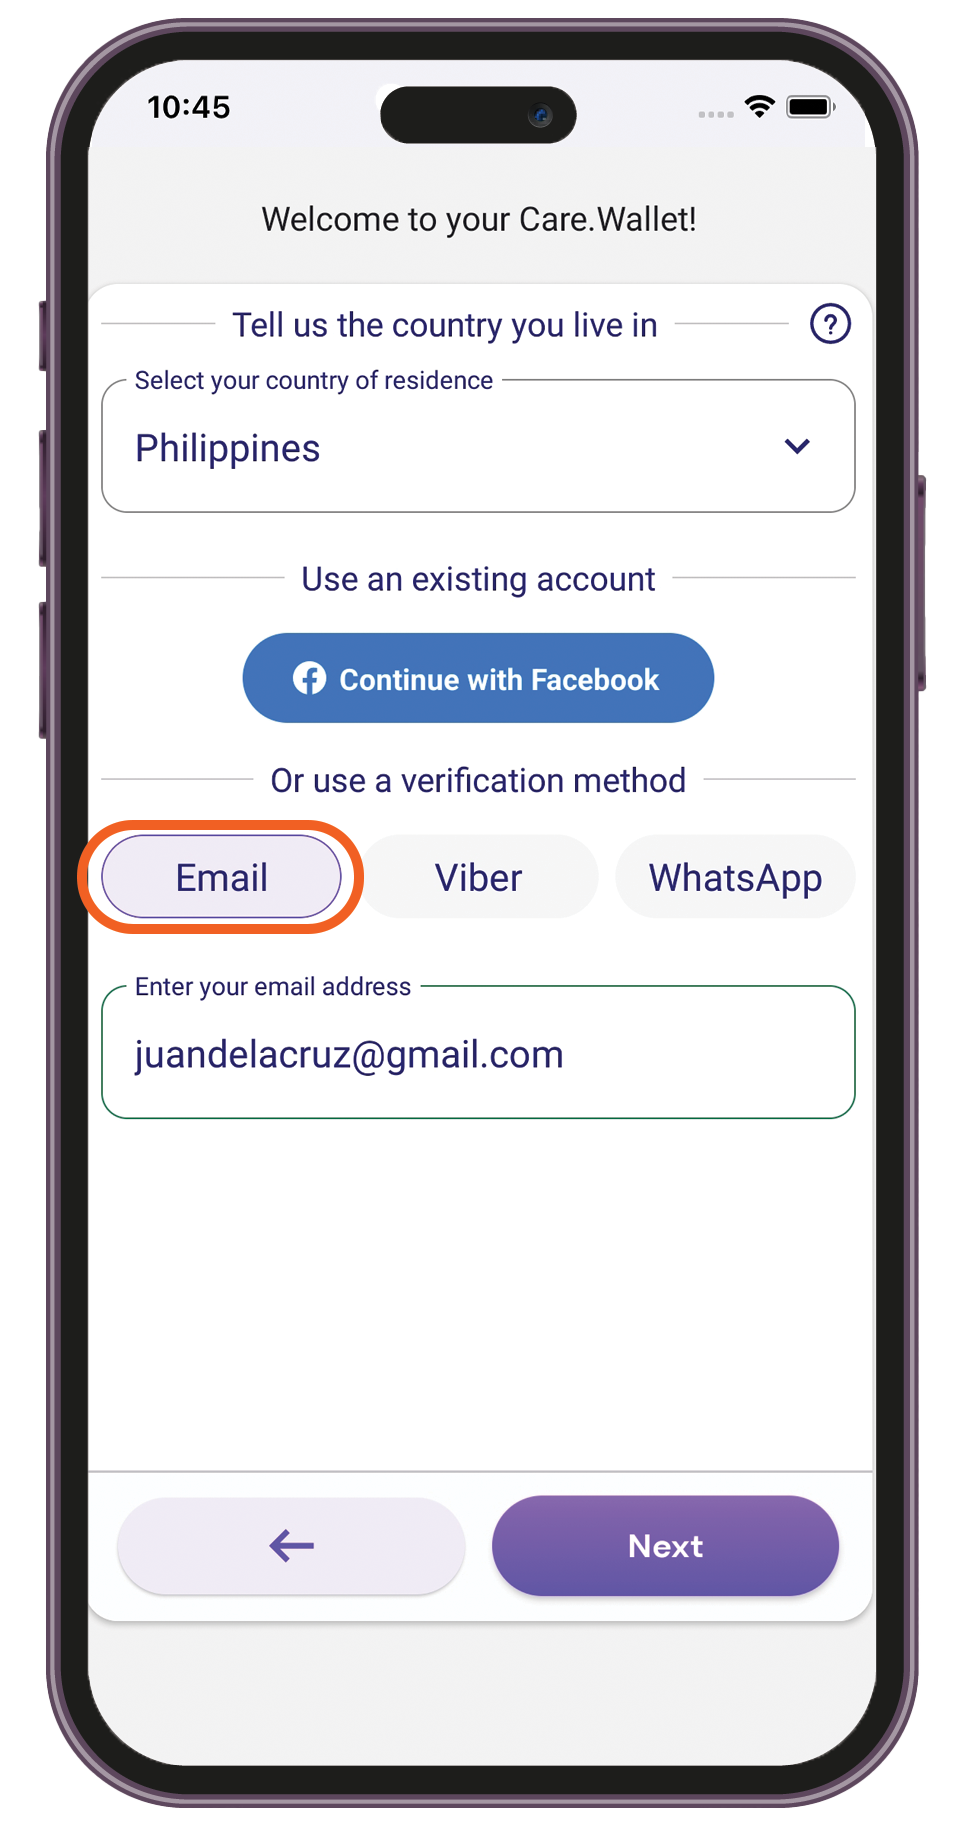 10:45
Welcome to your Care.Wallet!
Tell us the country you live in
?
Select your country of residence
Philippines
Use an existing account
Continue with Facebook
Or use a verification method
Email Viber WhatsApp
Enter your email address
juandelacruz@gmail.com
Next